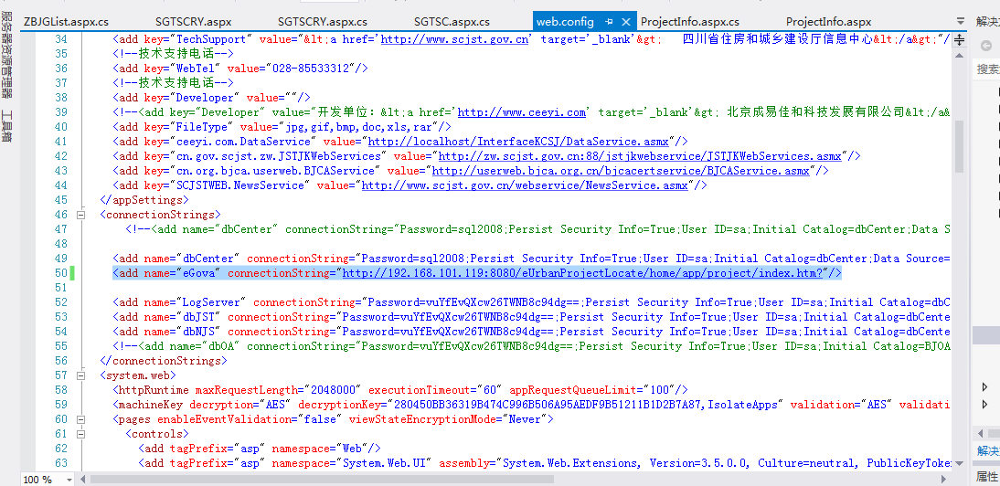 ZBJGList.aspx.cs SGTSCRY.aspx SGTSCRY.aspx.cs SGTSC.aspx.cs web.config ProjectInfo.aspx.cs ProjectInfo.aspx
解决方
服务器资源管理器
工具箱
搜索
34 <add key="TechSupport" value="&lt;a href='http://www.scjst.gov.cn' target='_blank'&gt; 四川省住房和城乡建设厅信息中心&lt;/a&gt;"/
35 <!--技术支持电话-->
36 <add key="WebTel" value="028-85533312"/>
37 <!--技术支持电话-->
38 <add key="Developer" value=""/>
39 <!--<add key="Developer" value="开发单位: &lt;a href='http://www.ceeyi.com' target='_blank'&gt; 北京成易佳和科技发展有限公司&lt;/a&
40 <add key="FileType" value="jpg,gif,bmp,doc,xls,rar"/>
41 <add key="ceeyi.com.DataService" value="http://localhost/InterfaceKCSJ/DataService.asmx"/>
42 <add key="cn.gov.scjst.zw.JSTJKWebServices" value="http://zw.scjst.gov.cn:88/jstjkwebservice/JSTJKWebServices.asmx"/>
43 <add key="cn.org.bjca.userweb.BJCAService" value="http://userweb.bjca.org.cn/bjcacertservice/BJCAService.asmx"/>
44 <add key="SCJSTWEB.NewsService" value="http://www.scjst.gov.cn/webservice/NewsService.asmx"/>
45 </appSettings>
46 <connectionStrings>
47 <!--<add name="dbCenter" connectionString="Password=sql2008;Persist Security Info=True;User ID=sa;Initial Catalog=dbCenter;Data S
48
49 <add name="dbCenter" connectionString="Password=sql2008;Persist Security Info=True;User ID=sa;Initial Catalog=dbCenter;Data Source=
50 <add name="eGova" connectionString="http://192.168.101.119:8080/eUrbanProjectLocate/home/app/project/index.htm?"/>
51
52 <add name="LogServer" connectionString="Password=vuYfEvQXcw26TWNB8c94dg==;Persist Security Info=True;User ID=sa;Initial Catalog=dbC
53 <add name="dbJST" connectionString="Password=vuYfEvQXcw26TWNB8c94dg==;Persist Security Info=True;User ID=sa;Initial Catalog=dbCente
54 <add name="dbNJS" connectionString="Password=vuYfEvQXcw26TWNB8c94dg==;Persist Security Info=True;User ID=sa;Initial Catalog=dbCente
55 <!--<add name="dbOA" connectionString="Password=vuYfEvQXcw26TWNB8c94dg==;Persist Security Info=True;User ID=sa;Initial Catalog=BJOA
56 </connectionStrings>
57 <system.web>
58 <httpRuntime maxRequestLength="2048000" executionTimeout="60" appRequestQueueLimit="100"/>
59 <machineKey decryption="AES" decryptionKey="280450BB36319B474C996B506A95AEDF9B51211B1D2B7A87,IsolateApps" validation="AES" validati
60 <pages enableEventValidation="false" viewStateEncryptionMode="Never">
61 <controls>
62 <add tagPrefix="asp" namespace="Web"/>
63 <add tagPrefix="asp" namespace="System.Web.UI" assembly="System.Web.Extensions, Version=3.5.0.0, Culture=neutral, PublicKeyToke
100 %
解决方
属性